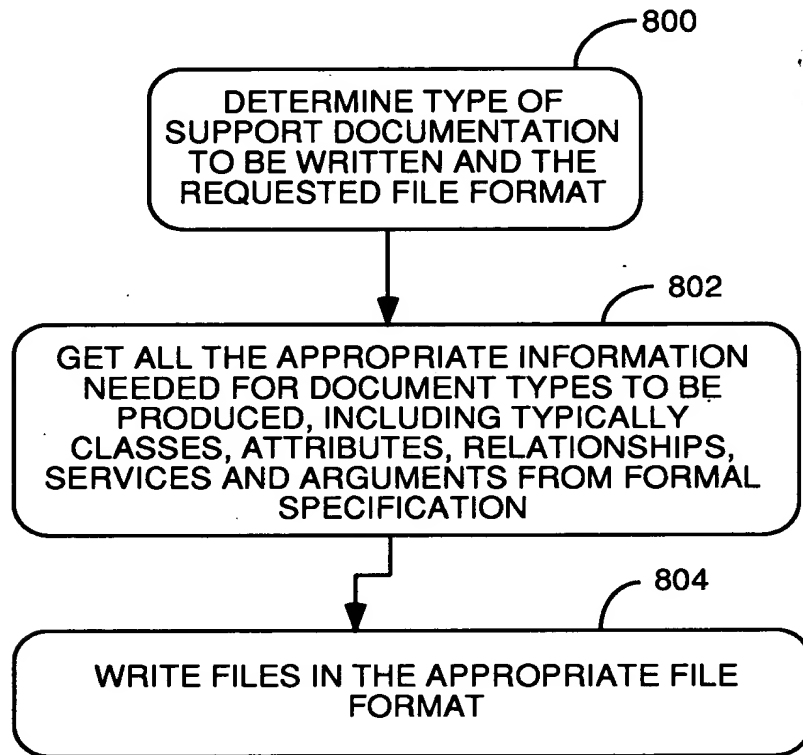 800
DETERMINE TYPE OF
SUPPORT DOCUMENTATION
TO BE WRITTEN AND THE
REQUESTED FILE FORMAT
802
GET ALL THE APPROPRIATE INFORMATION
NEEDED FOR DOCUMENT TYPES TO BE
PRODUCED, INCLUDING TYPICALLY
CLASSES, ATTRIBUTES, RELATIONSHIPS,
SERVICES AND ARGUMENTS FROM FORMAL
SPECIFICATION
804
WRITE FILES IN THE APPROPRIATE FILE
FORMAT